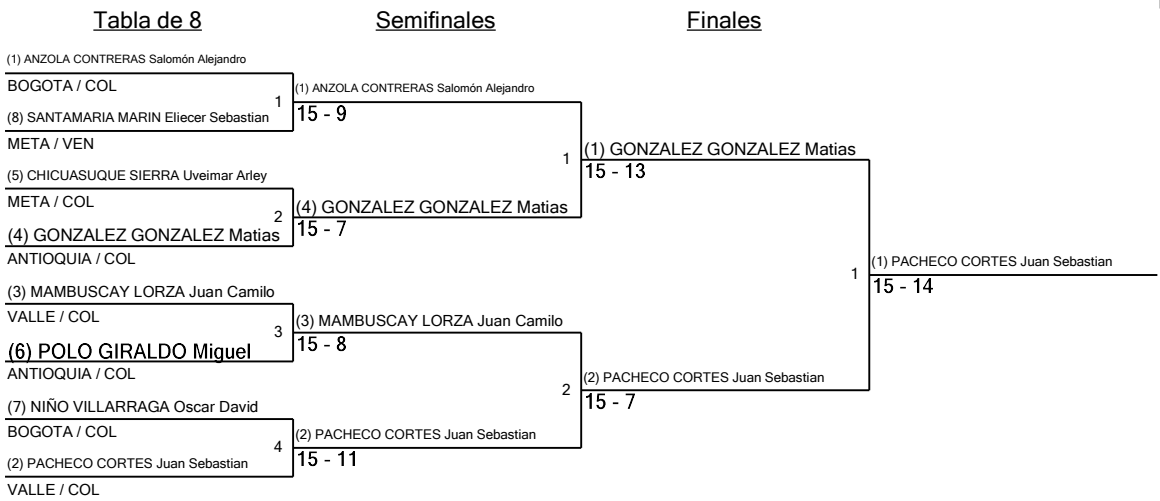 Tabla de 8
Semifinales
Finales
(1) ANZOLA CONTRERAS Salomón Alejandro
BOGOTA / COL
1
(8) SANTAMARIA MARIN Eliecer Sebastian
META / VEN
(5) CHICUASUQUE SIERRA Uveimar Arley
META / COL
2
(4) GONZALEZ GONZALEZ Matias
ANTIOQUIA / COL
(3) MAMBUSCAY LORZA Juan Camilo
VALLE / COL
3
(6) POLO GIRALDO Miguel
ANTIOQUIA / COL
(7) NIÑO VILLARRAGA Oscar David
BOGOTA / COL
4
(2) PACHECO CORTES Juan Sebastian
VALLE / COL
(1) ANZOLA CONTRERAS Salomón Alejandro
15 - 9
1
(4) GONZALEZ GONZALEZ Matias
15 - 7
(3) MAMBUSCAY LORZA Juan Camilo
15 - 8
2
(2) PACHECO CORTES Juan Sebastian
15 - 11
(1) GONZALEZ GONZALEZ Matias
15 - 13
1
(2) PACHECO CORTES Juan Sebastian
15 - 7
(1) PACHECO CORTES Juan Sebastian
15 - 14